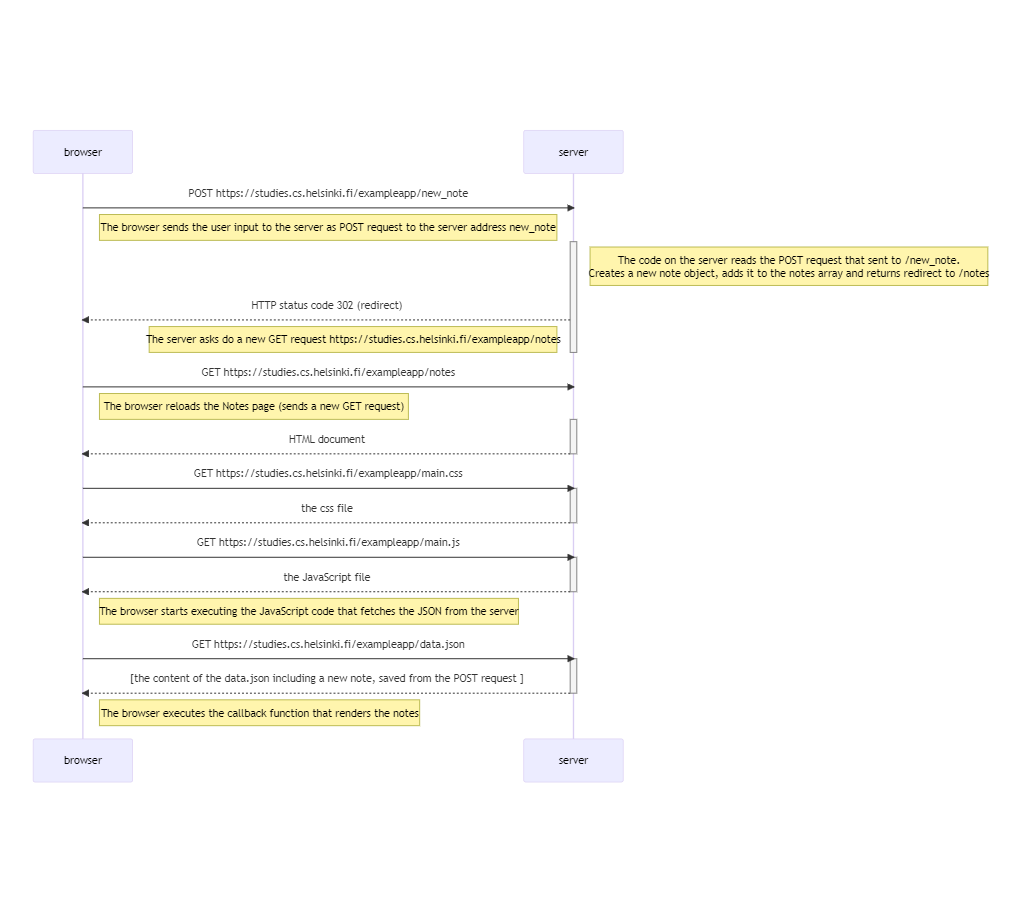 browser
server
POST https://studies.cs.helsinki.fi/exampleapp/new_note
The browser sends the user input to the server as POST request to the server address new_note
The code on the server reads the POST request that sent to /new_note.
Creates a new note object, adds it to the notes array and returns redirect to /notes
HTTP status code 302 (redirect)
The server asks do a new GET request https://studies.cs.helsinki.fi/exampleapp/notes
GET https://studies.cs.helsinki.fi/exampleapp/notes
The browser reloads the Notes page (sends a new GET request)
HTML document
GET https://studies.cs.helsinki.fi/exampleapp/main.css
the css file
GET https://studies.cs.helsinki.fi/exampleapp/main.js
the JavaScript file
The browser starts executing the JavaScript code that fetches the JSON from the server
GET https://studies.cs.helsinki.fi/exampleapp/data.json
[the content of the data.json including a new note, saved from the POST request ]
The browser executes the callback function that renders the notes
browser
server